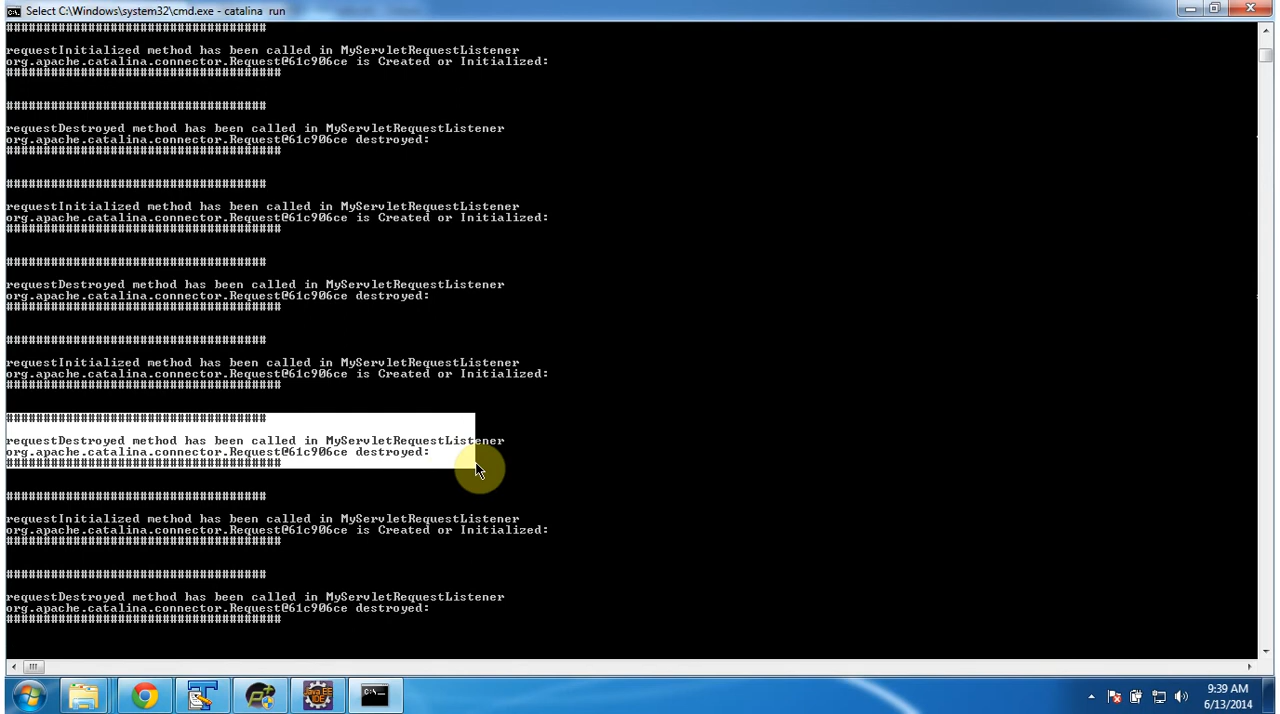 Select C:\Windows\system32\cmd.exe - catalina run
###################################
requestInitialized method has been called in MyServletRequestListener
org.apache.catalina.connector.Request@61c906ce is Created or Initialized:
#####################################
###################################
requestDestroyed method has been called in MyServletRequestListener
org.apache.catalina.connector.Request@61c906ce destroyed:
#####################################
###################################
requestInitialized method has been called in MyServletRequestListener
org.apache.catalina.connector.Request@61c906ce is Created or Initialized:
#####################################
###################################
requestDestroyed method has been called in MyServletRequestListener
org.apache.catalina.connector.Request@61c906ce destroyed:
#####################################
###################################
requestInitialized method has been called in MyServletRequestListener
org.apache.catalina.connector.Request@61c906ce is Created or Initialized:
#####################################
###################################
requestDestroyed method has been called in MyServletRequestListener
org.apache.catalina.connector.Request@61c906ce destroyed:
#####################################
###################################
requestInitialized method has been called in MyServletRequestListener
org.apache.catalina.connector.Request@61c906ce is Created or Initialized:
#####################################
###################################
requestDestroyed method has been called in MyServletRequestListener
org.apache.catalina.connector.Request@61c906ce destroyed:
#####################################
Java EE
IDE
C:\.
9:39 AM
6/13/2014